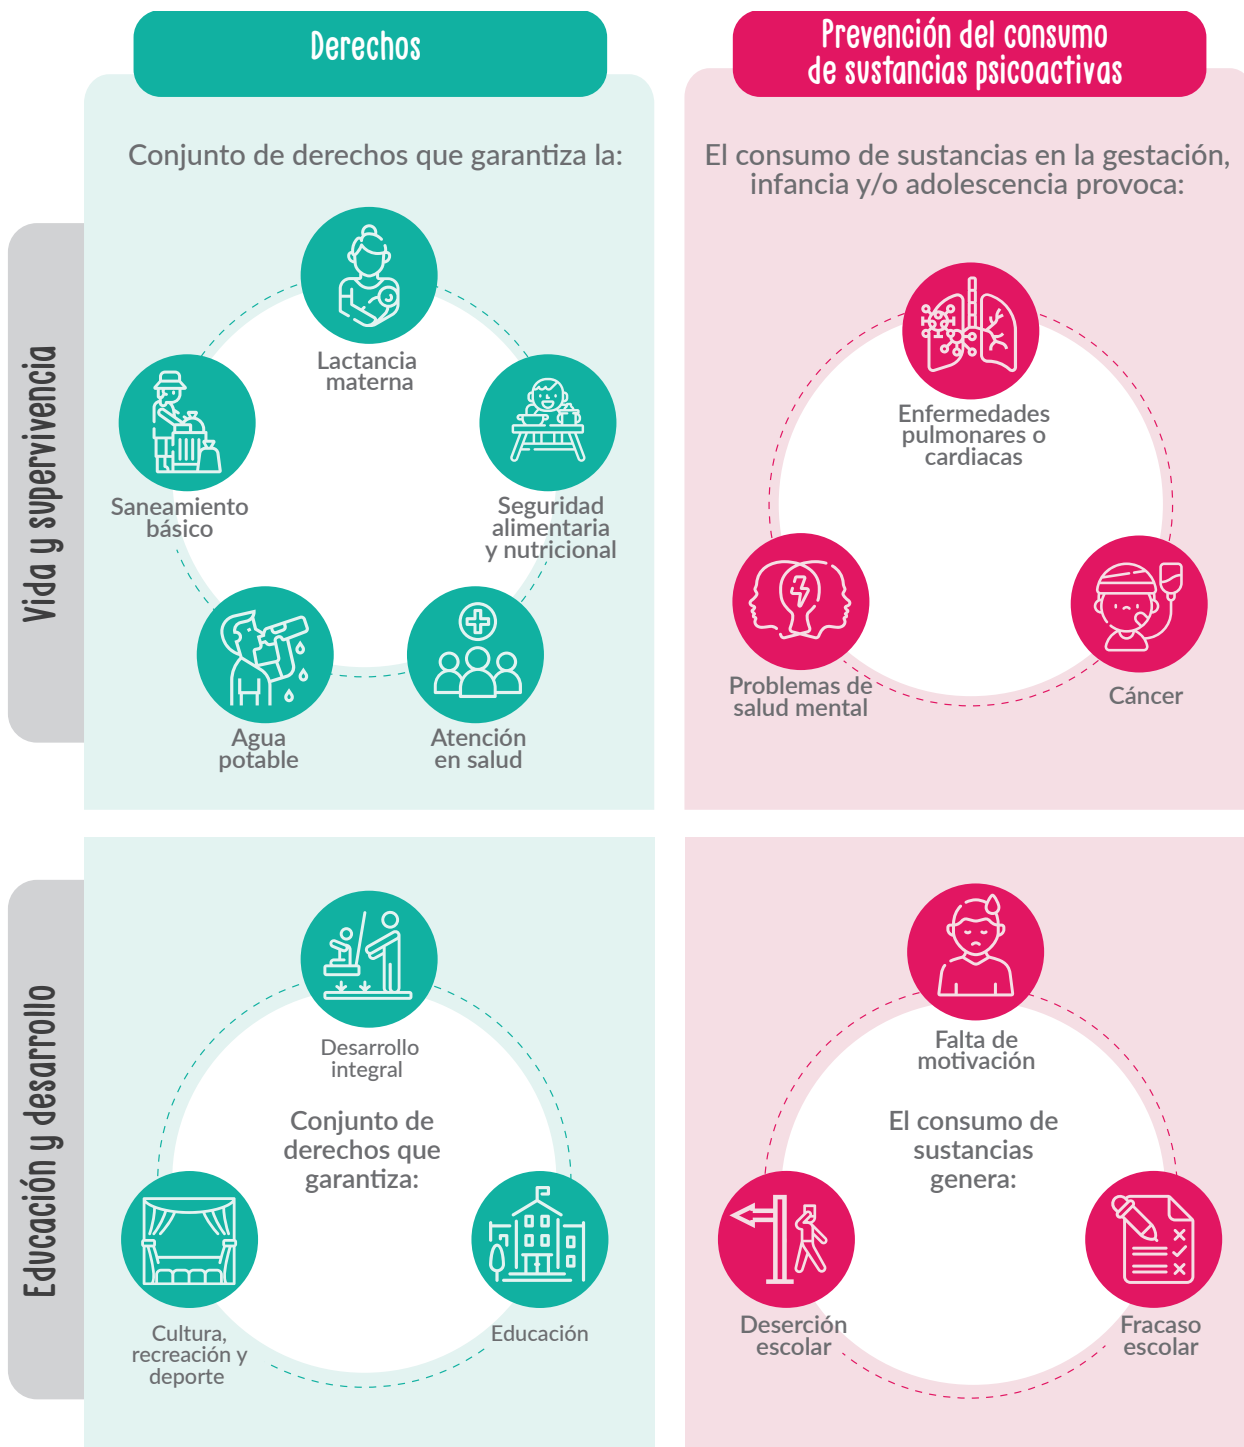 Derechos
Prevención del consumo
de sustancias psicoactivas
Vida y supervivencia
Conjunto de derechos que garantiza la:
Lactancia
materna
Saneamiento
básico
Seguridad
alimentaria
y nutricional
Agua
potable
Atención
en salud
El consumo de sustancias en la gestación,
infancia y/o adolescencia provoca:
Enfermedades
pulmonares o
cardiacas
Problemas de
salud mental
Cáncer
Educación y desarrollo
Desarrollo
integral
Conjunto de
derechos que
garantiza:
Cultura,
recreación y
deporte
Educación
Falta de
motivación
El consumo de
sustancias
genera:
Deserción
escolar
Fracaso
escolar